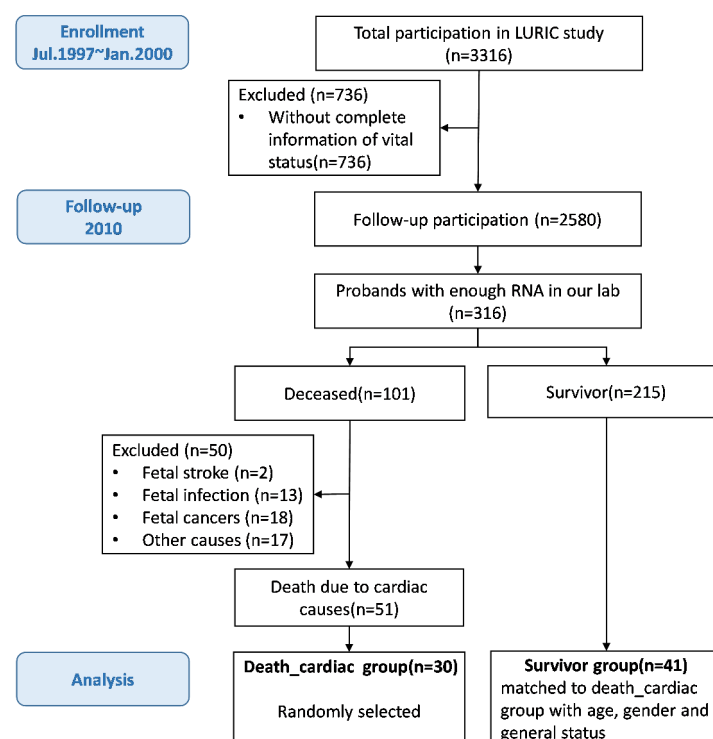 Enrollment
Jul.1997~Jan.2000
Total participation in LURIC study
(n=3316)
Excluded (n=736)
• Without complete
information of vital
status(n=736)
Follow-up
2010
Follow-up participation (n=2580)
Probands with enough RNA in our lab
(n=316)
Deceased(n=101)
Survivor(n=215)
Excluded (n=50)
• Fetal stroke (n=2)
• Fetal infection (n=13)
• Fetal cancers (n=18)
• Other causes (n=17)
Death due to cardiac
causes(n=51)
Analysis
Death_cardiac group(n=30)
Randomly selected
Survivor group(n=41)
matched to death_cardiac
group with age, gender and
general status